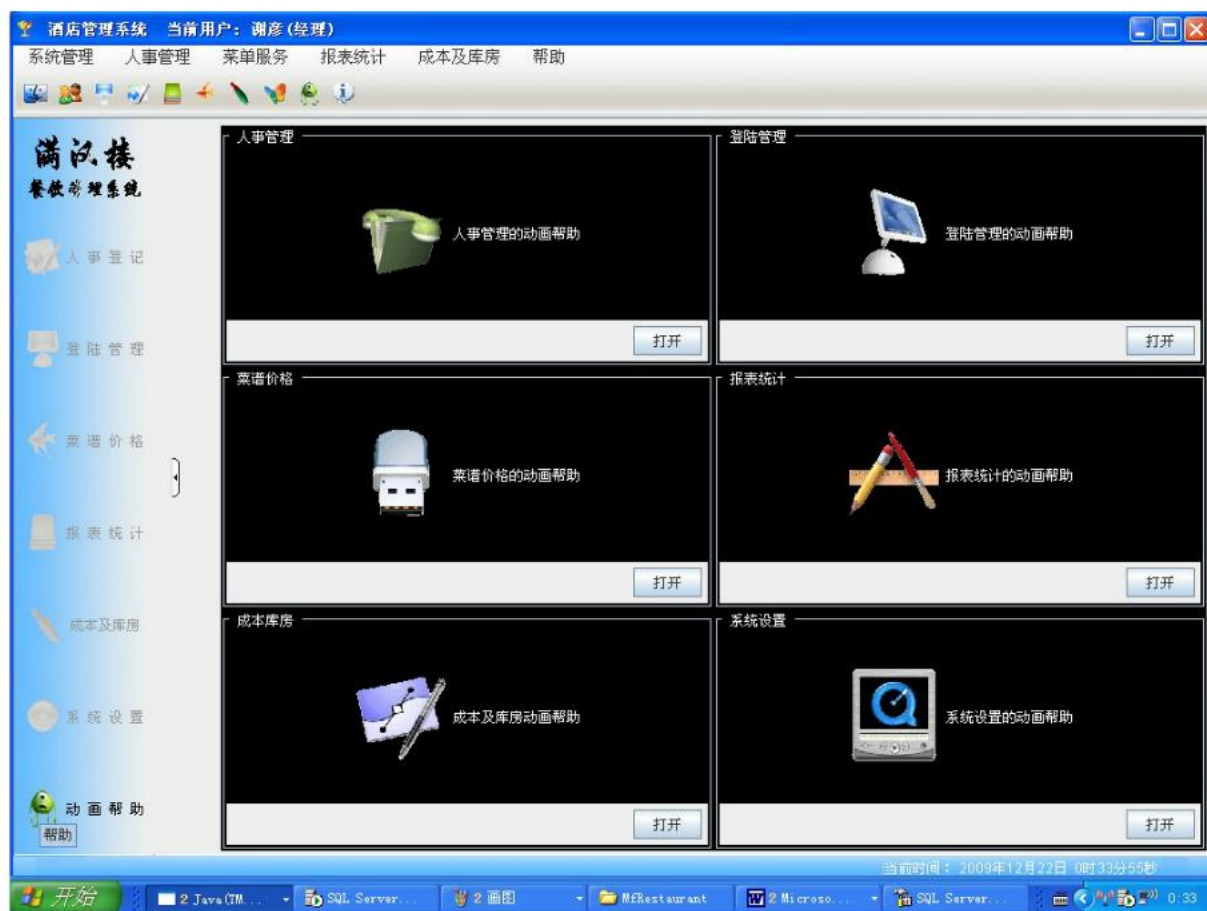 酒店管理系统 当前用户: 谢彦(经理)
系统管理 人事管理 菜单服务 报表统计 成本及库房 帮助
满汉楼
餐饮管理系统
人事登记
登陆管理
菜谱价格
报表统计
成本及库房
系统设置
动画帮助
帮助
人事管理
人事管理的动画帮助
打开
登陆管理
登陆管理的动画帮助
打开
菜谱价格
菜谱价格的动画帮助
打开
报表统计
报表统计的动画帮助
打开
成本库房
成本及库房动画帮助
打开
系统设置
系统设置的动画帮助
打开
当前时间: 2009年12月22日 0时33分55秒
开始 2 Java(TM... SQL Server... 2 画图 MfRestaurant 2 Microso... SQL Server... 0:33